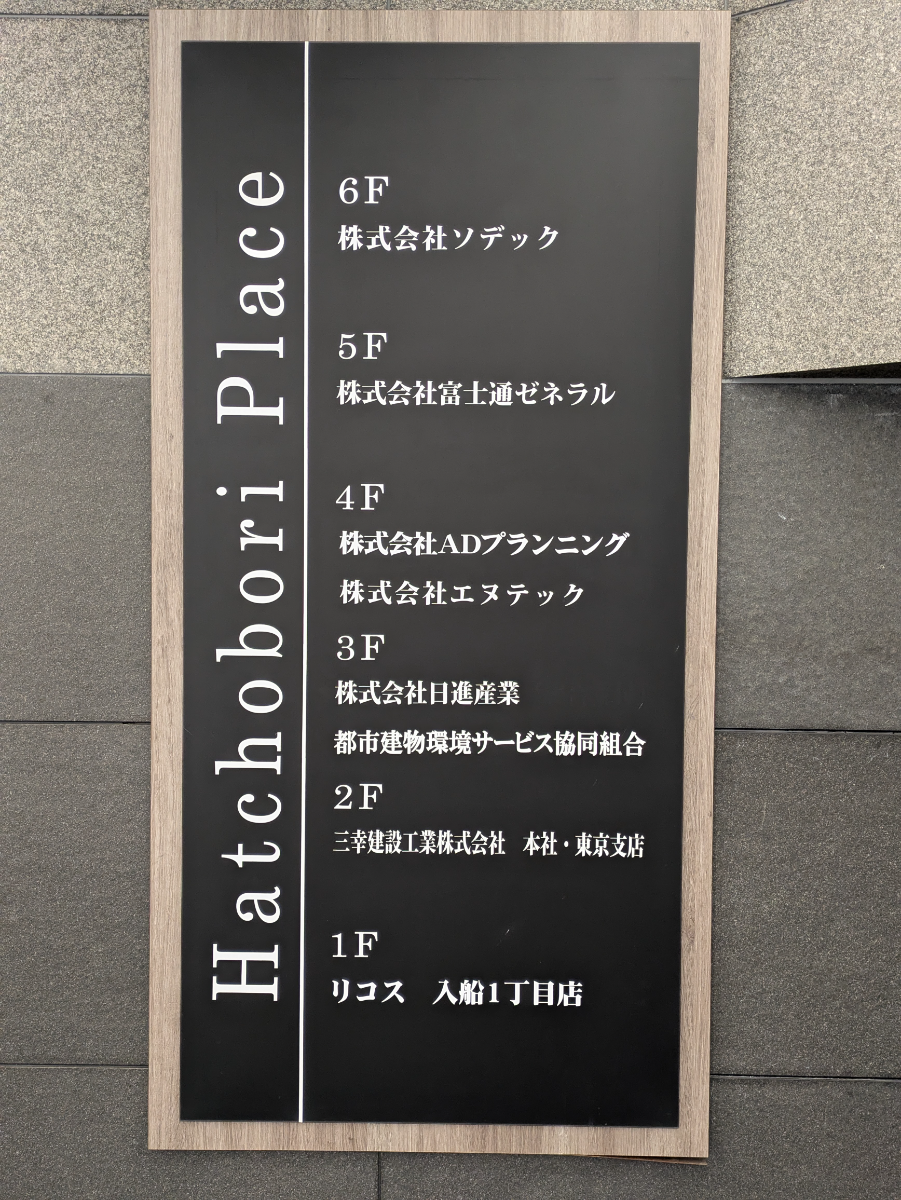 Hatchobori Place
6F
株式会社ソデック
5F
株式会社富士通ゼネラル
4F
株式会社ADプランニング
株式会社エヌテック
3F
株式会社日進産業
都市建物環境サービス協同組合
2F
三幸建設工業株式会社　本社・東京支店
1F
リコス　入船1丁目店